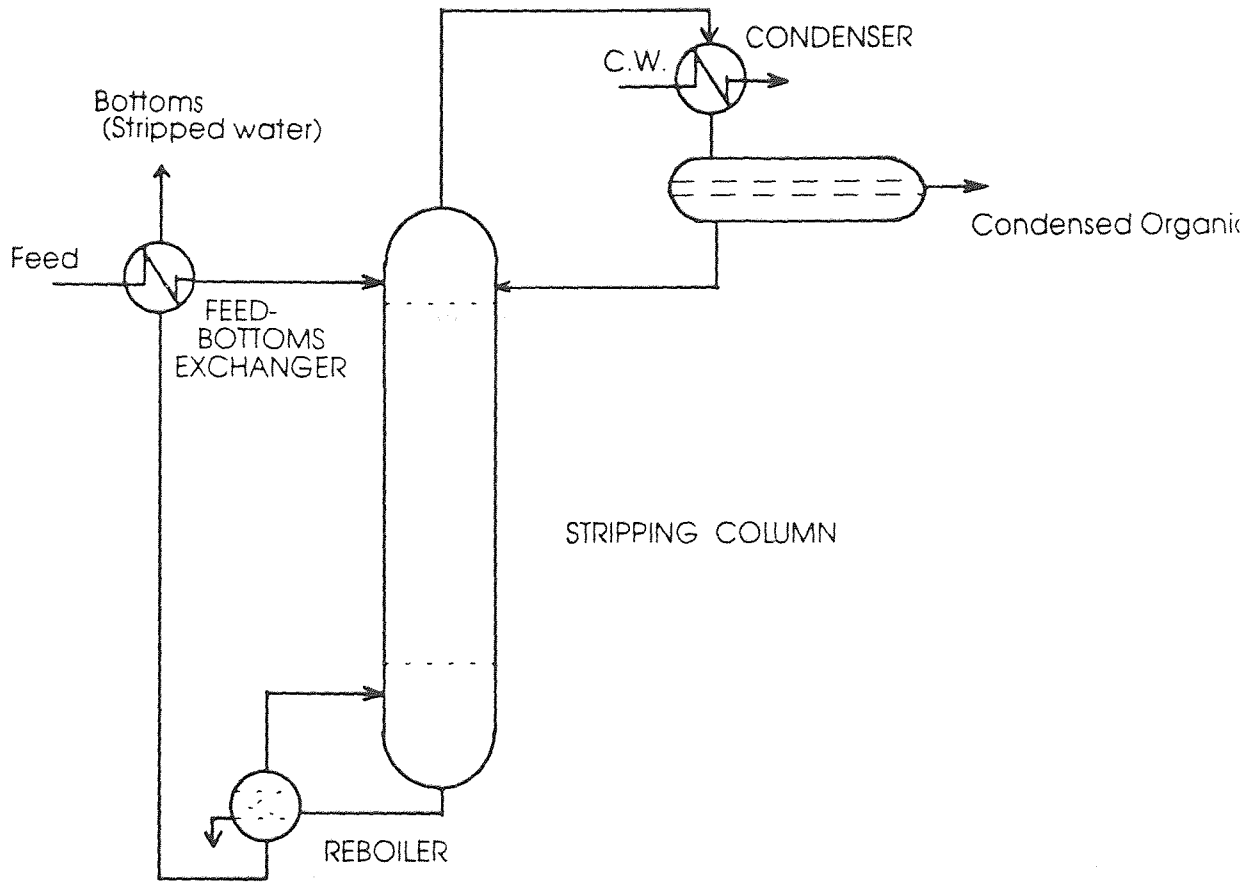 CONDENSER
C.W.
Bottoms
(Stripped water)
Condensed Organic
Feed
FEED-
BOTTOMS
EXCHANGER
STRIPPING COLUMN
REBOILER